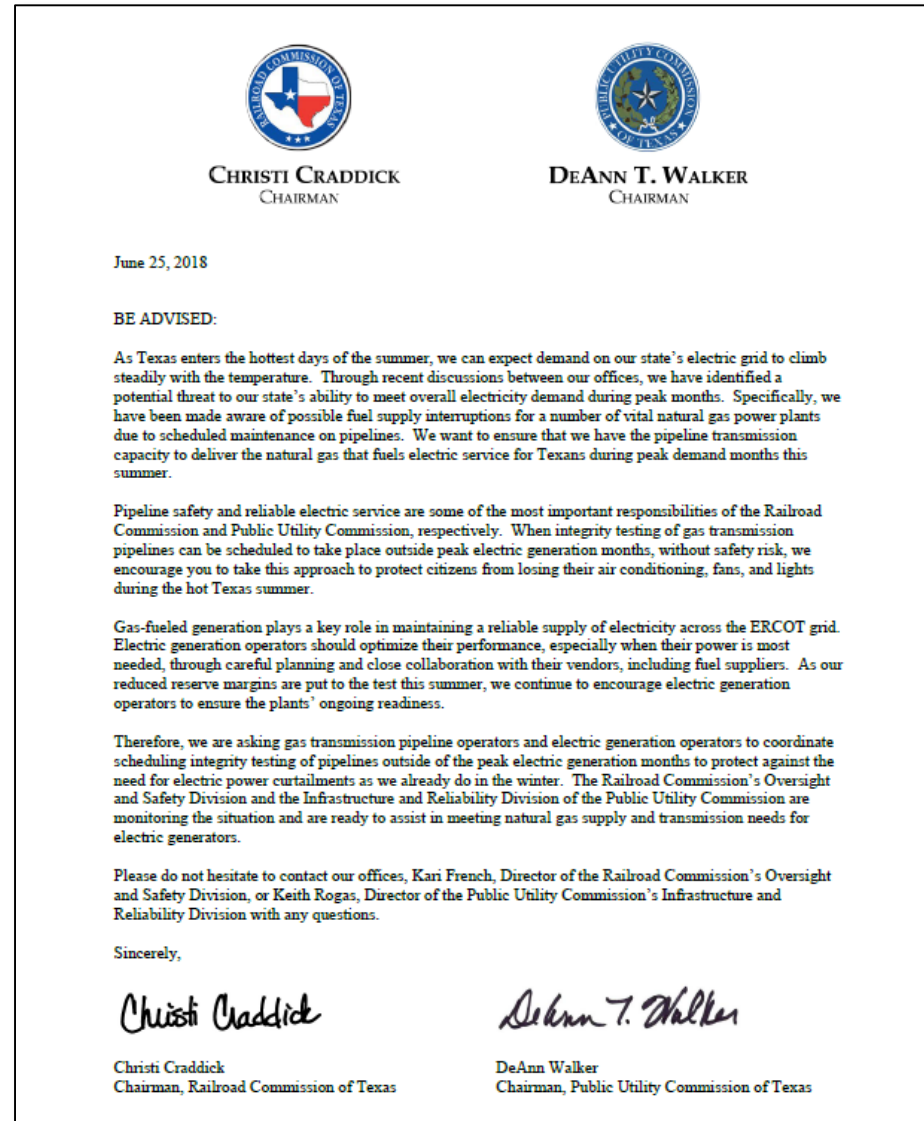 RAILROAD COMMISSION OF TEXAS
PUBLIC UTILITY COMMISSION OF TEXAS
CHRISTI CRADDICK
CHAIRMAN
DEANN T. WALKER
CHAIRMAN
June 25, 2018
BE ADVISED:
As Texas enters the hottest days of the summer, we can expect demand on our state's electric grid to climb
steadily with the temperature.  Through recent discussions between our offices, we have identified a
potential threat to our state's ability to meet overall electricity demand during peak months.  Specifically, we
have been made aware of possible fuel supply interruptions for a number of vital natural gas power plants
due to scheduled maintenance on pipelines.  We want to ensure that we have the pipeline transmission
capacity to deliver the natural gas that fuels electric service for Texans during peak demand months this
summer.
Pipeline safety and reliable electric service are some of the most important responsibilities of the Railroad
Commission and Public Utility Commission, respectively.  When integrity testing of gas transmission
pipelines can be scheduled to take place outside peak electric generation months, without safety risk, we
encourage you to take this approach to protect citizens from losing their air conditioning, fans, and lights
during the hot Texas summer.
Gas-fueled generation plays a key role in maintaining a reliable supply of electricity across the ERCOT grid.
Electric generation operators should optimize their performance, especially when their power is most
needed, through careful planning and close collaboration with their vendors, including fuel suppliers.  As our
reduced reserve margins are put to the test this summer, we continue to encourage electric generation
operators to ensure the plants' ongoing readiness.
Therefore, we are asking gas transmission pipeline operators and electric generation operators to coordinate
scheduling integrity testing of pipelines outside of the peak electric generation months to protect against the
need for electric power curtailments as we already do in the winter.  The Railroad Commission's Oversight
and Safety Division and the Infrastructure and Reliability Division of the Public Utility Commission are
monitoring the situation and are ready to assist in meeting natural gas supply and transmission needs for
electric generators.
Please do not hesitate to contact our offices, Kari French, Director of the Railroad Commission's Oversight
and Safety Division, or Keith Rogas, Director of the Public Utility Commission's Infrastructure and
Reliability Division with any questions.
Sincerely,
Christi Craddick
DeAnn T. Walker
Christi Craddick
Chairman, Railroad Commission of Texas
DeAnn Walker
Chairman, Public Utility Commission of Texas